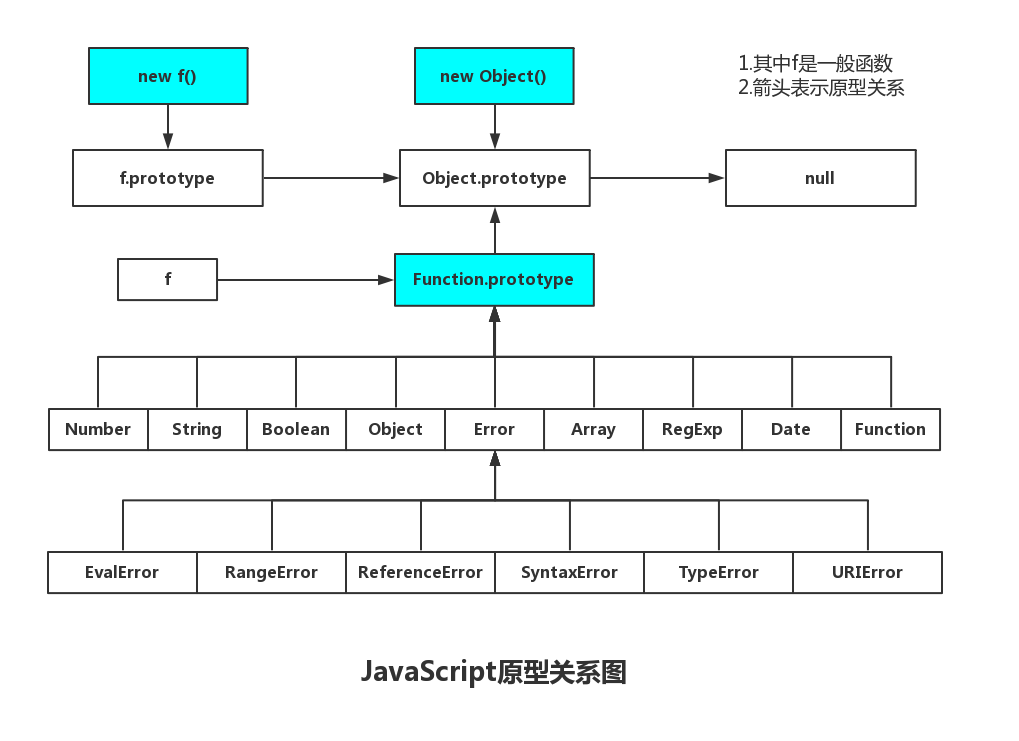 new f()
new Object()
1.其中f是一般函数
2.箭头表示原型关系
f.prototype
Object.prototype
null
f
Function.prototype
Number
String
Boolean
Object
Error
Array
RegExp
Date
Function
EvalError
RangeError
ReferenceError
SyntaxError
TypeError
URIError
JavaScript原型关系图